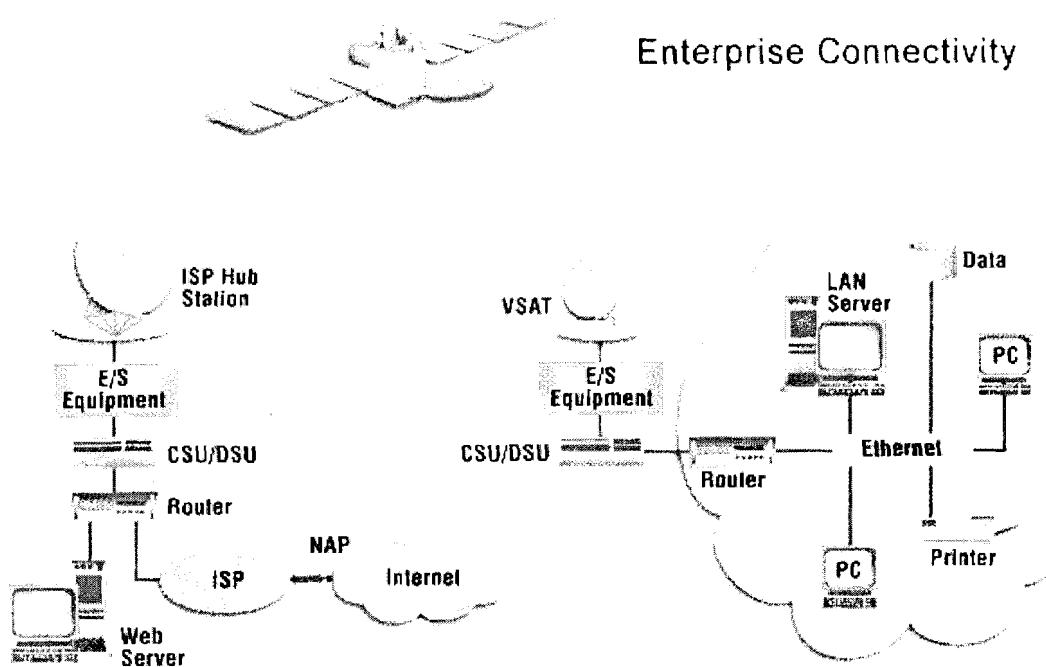 Enterprise Connectivity
ISP Hub
Station
E/S
Equipment
CSU/DSU
Router
Web
Server
ISP
NAP
Internet
VSAT
E/S
Equipment
CSU/DSU
Router
LAN
Server
Data
PC
Ethernet
PC
Printer